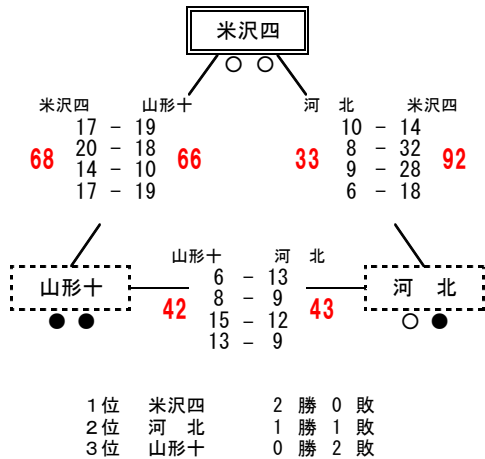 米沢四
○ ○
米沢四 山形十
17 – 19
20 – 18
14 – 10
17 – 19
68 66
河 北 米沢四
10 – 14
8 – 32
9 – 28
6 – 18
33 92
山形十
●●
山形十 河 北
6 – 13
8 – 9
15 – 12
13 – 9
42 43
河 北
○●
1位 米沢四 2 勝 0 敗
2位 河 北 1 勝 1 敗
3位 山形十 0 勝 2 敗